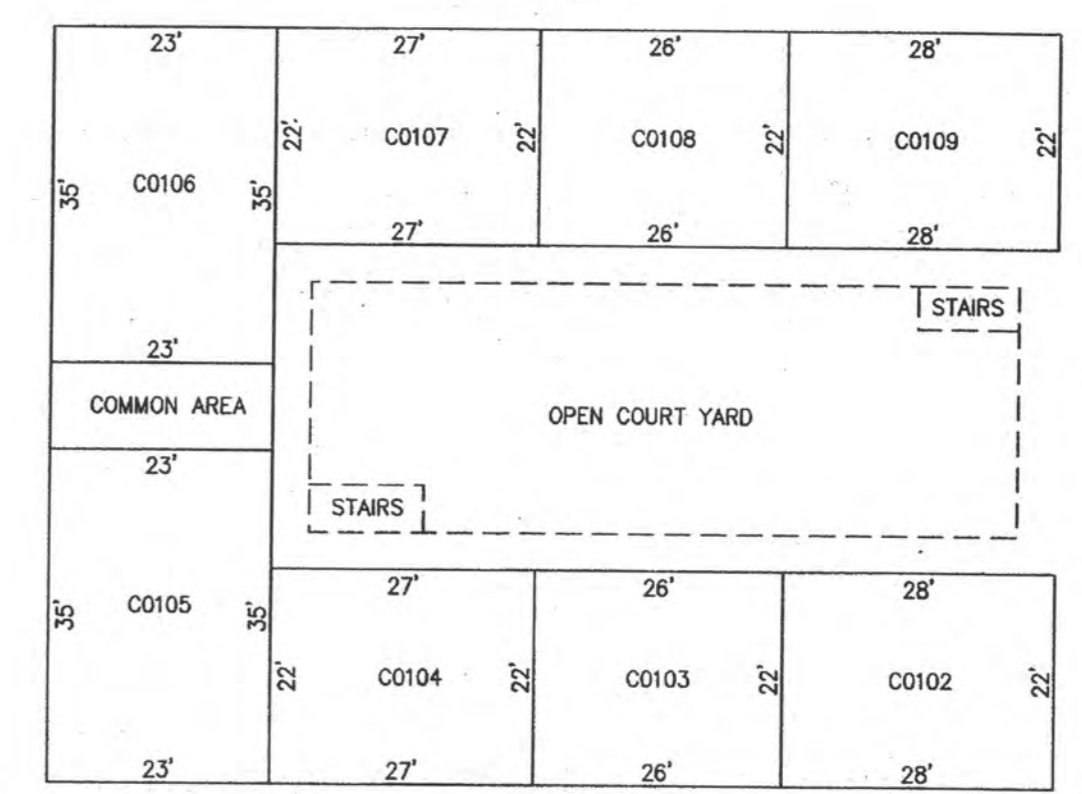 23' 27' 26' 28'
22' C0107 22' C0108 22' C0109 22'
35' C0106 35'
27' 26' 28'
STAIRS
23'
COMMON AREA OPEN COURT YARD
23'
STAIRS
27' 26' 28'
35' C0105 35'
22' C0104 22' C0103 22' C0102 22'
23' 27' 26' 28'